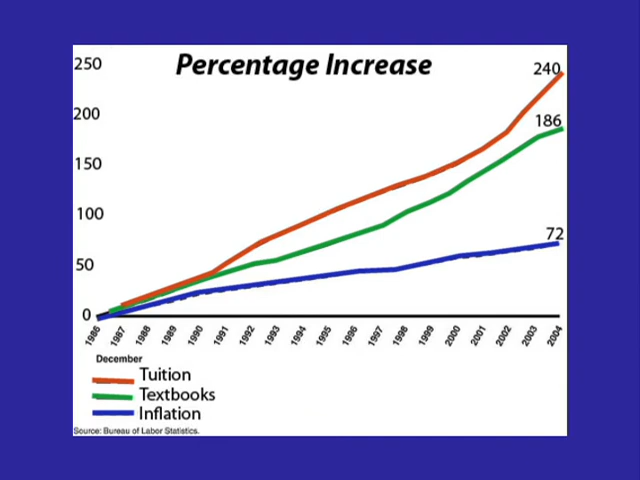 Percentage Increase
250
200
150
100
50
0
240
186
72
1986 1987 1988 1989 1990 1991 1992 1993 1994 1995 1996 1997 1998 1999 2000 2001 2002 2003 2004
December
Tuition
Textbooks
Inflation
Source: Bureau of Labor Statistics.